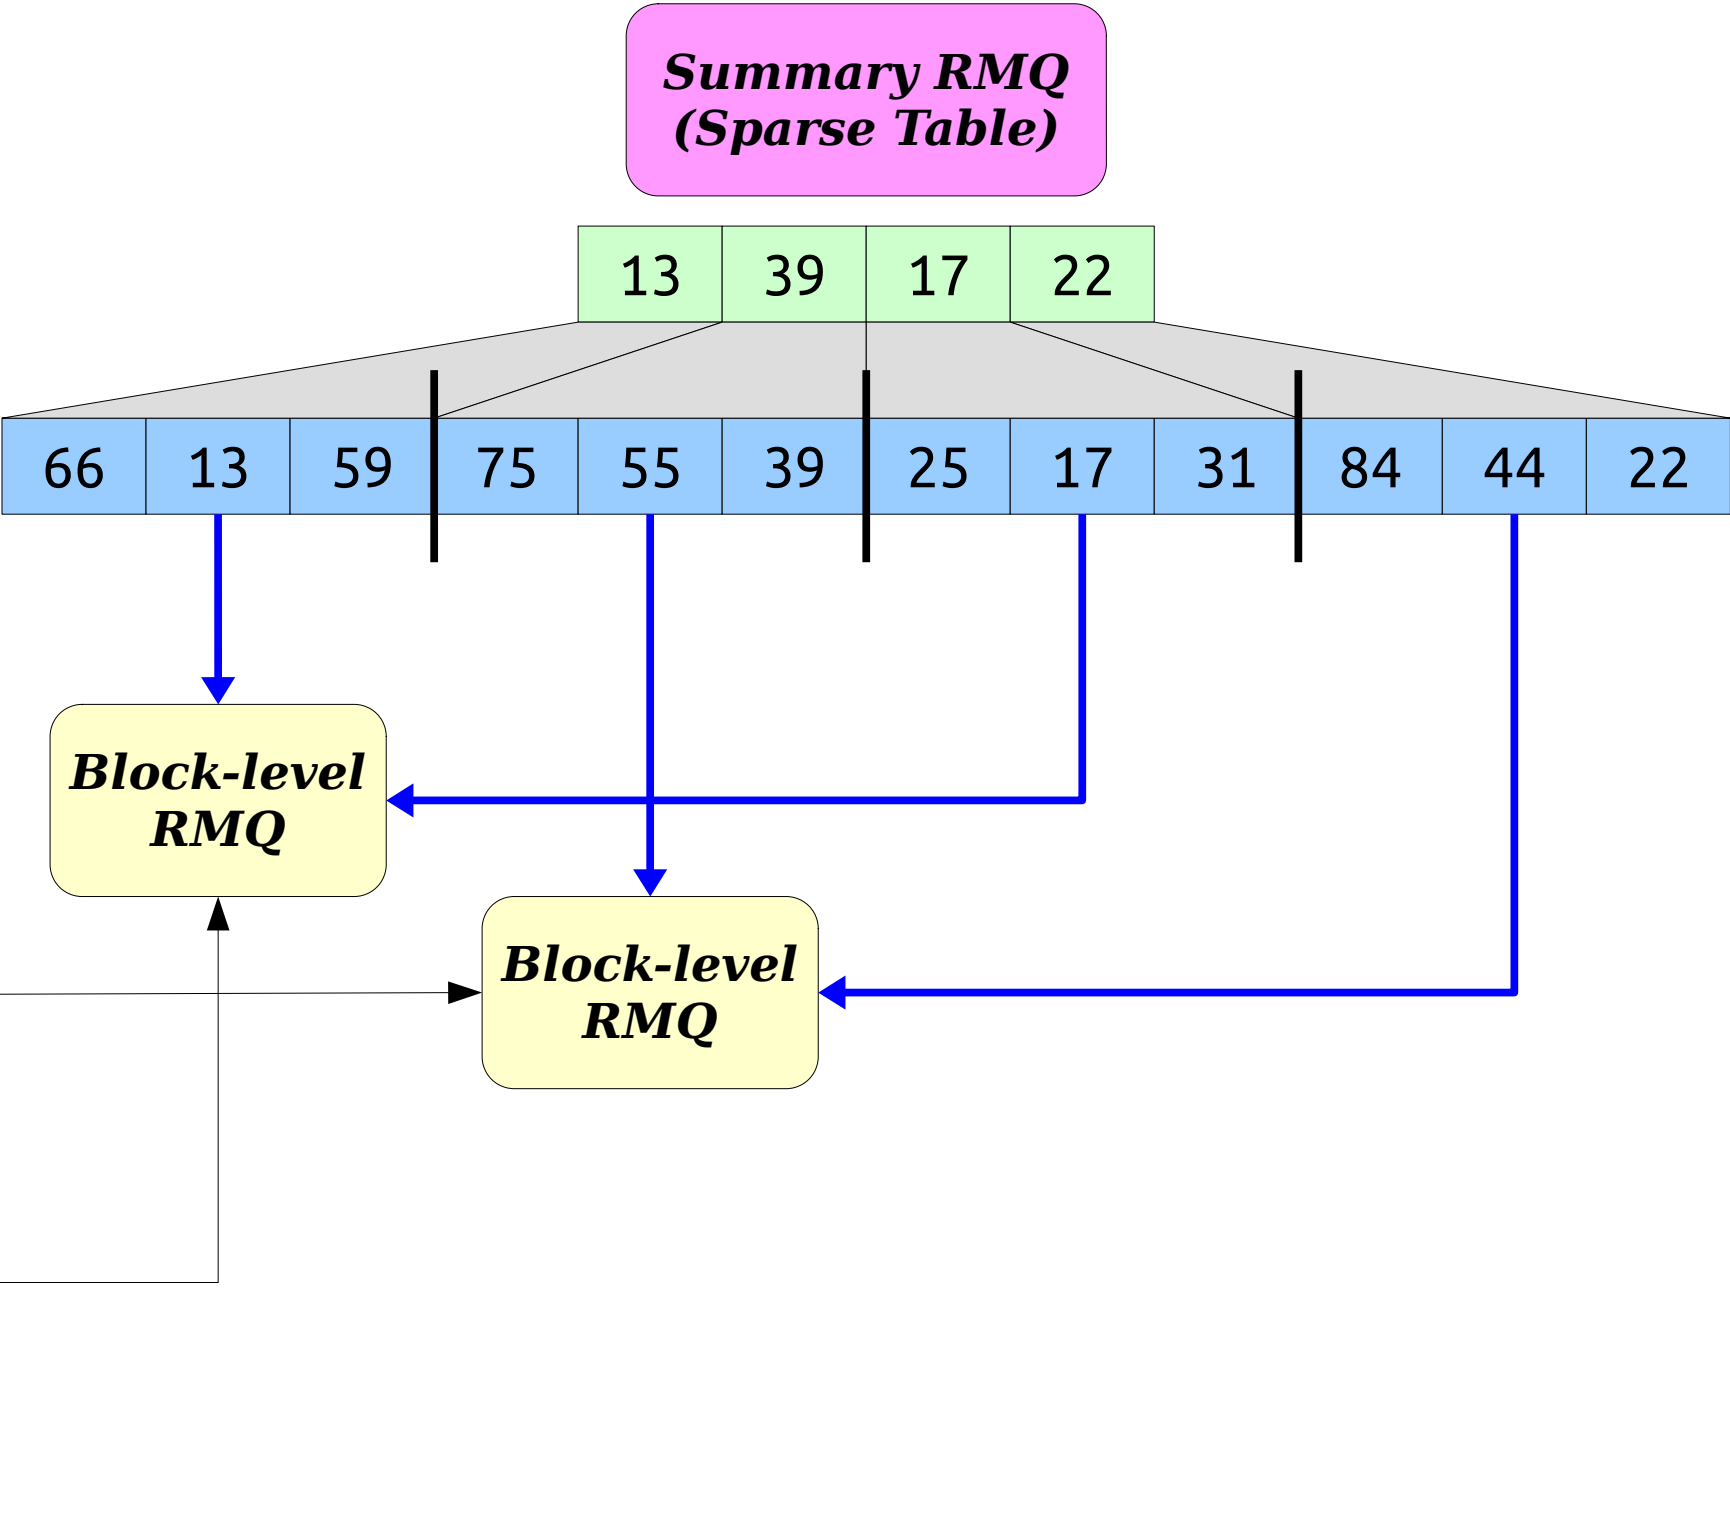 Summary RMQ
(Sparse Table)
13 39 17 22
66 13 59 75 55 39 25 17 31 84 44 22
Block-level
RMQ
Block-level
RMQ